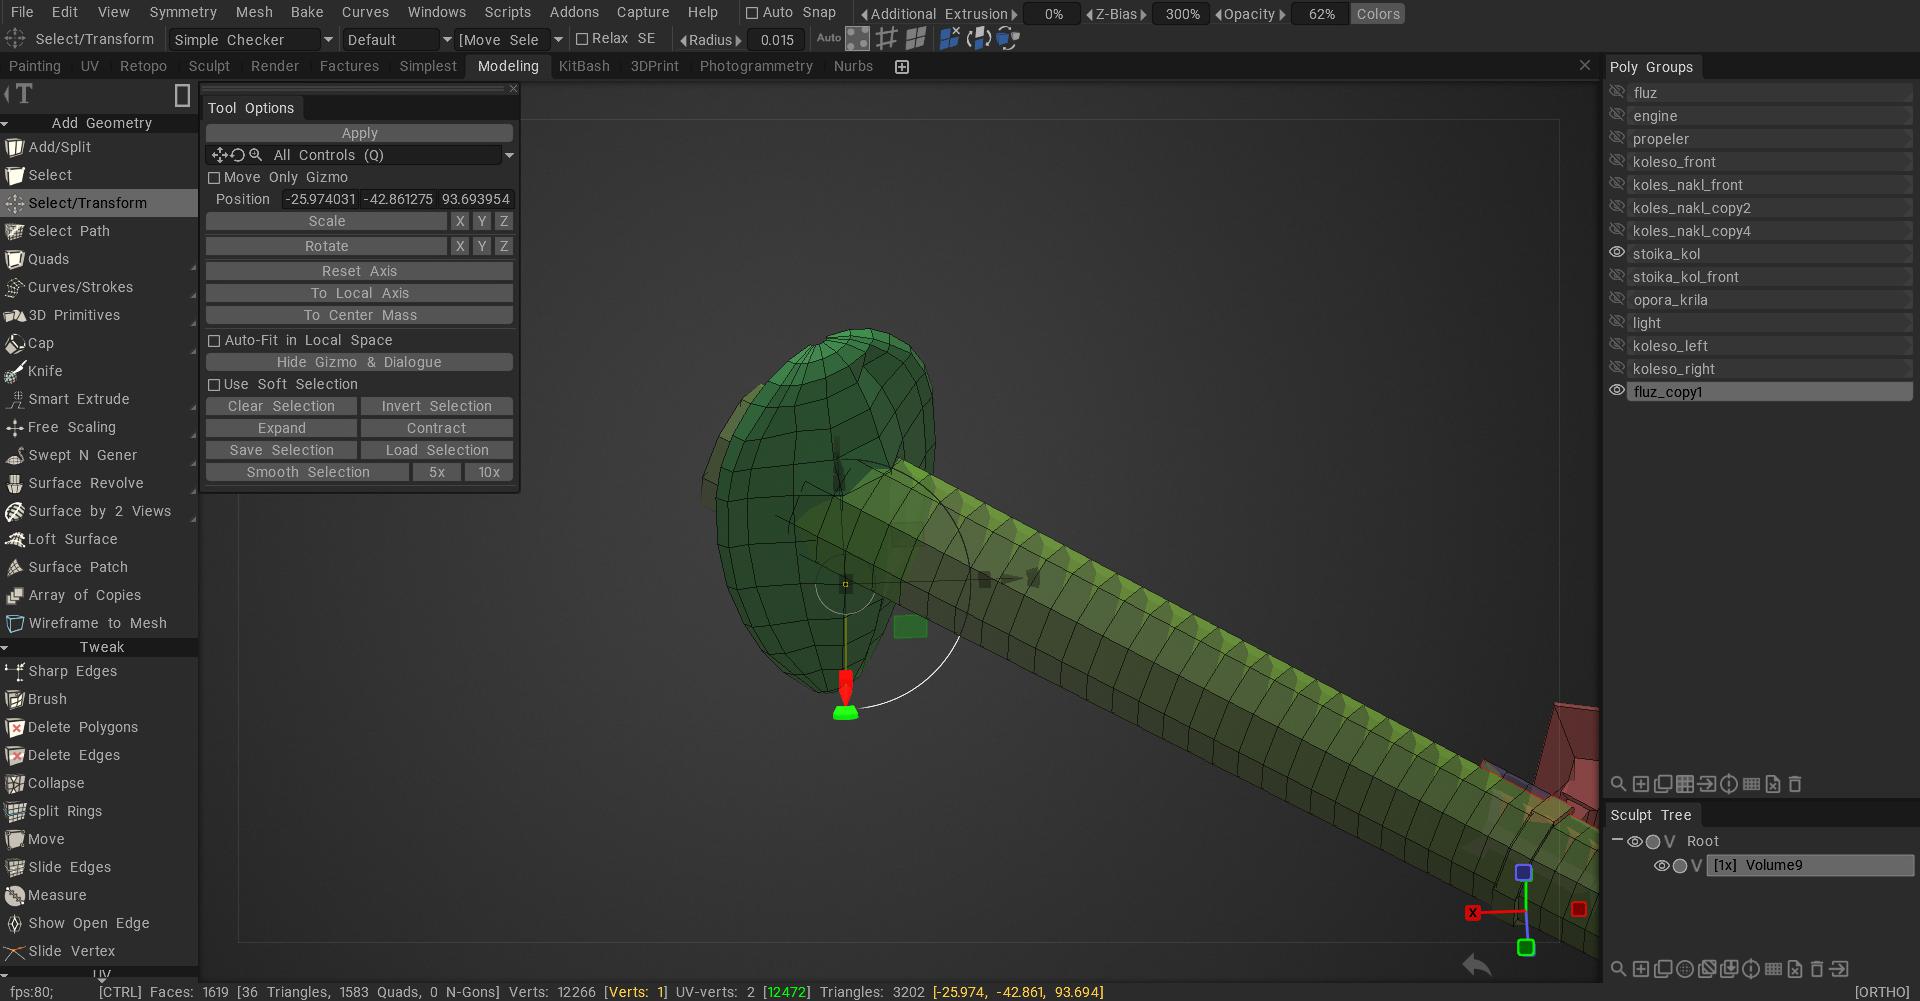 File Edit View Symmetry Mesh Bake Curves Windows Scripts Addons Capture Help Auto Snap Additional Extrusion 0% Z-Bias 300% Opacity 62% Colors
Select/Transform Simple Checker Default [Move Sele Relax SE Radius 0.015 Auto
Painting UV Retopo Sculpt Render Factures Simplest Modeling KitBash 3DPrint Photogrammetry Nurbs
T
Add Geometry
Add/Split
Select
Select/Transform
Select Path
Quads
Curves/Strokes
3D Primitives
Cap
Knife
Smart Extrude
Free Scaling
Swept N Gener
Surface Revolve
Surface by 2 Views
Loft Surface
Surface Patch
Array of Copies
Wireframe to Mesh
Tweak
Sharp Edges
Brush
Delete Polygons
Delete Edges
Collapse
Split Rings
Move
Slide Edges
Measure
Show Open Edge
Slide Vertex
UV
Tool Options
Apply
All Controls (Q)
Move Only Gizmo
Position -25.974031 -42.861275 93.693954
Scale X Y Z
Rotate X Y Z
Reset Axis
To Local Axis
To Center Mass
Auto-Fit in Local Space
Hide Gizmo & Dialogue
Use Soft Selection
Clear Selection Invert Selection
Expand Contract
Save Selection Load Selection
Smooth Selection 5x 10x
X
Poly Groups
fluz
engine
propeler
koleso_front
koles_nakl_front
koles_nakl_copy2
koles_nakl_copy4
stoika_kol
stoika_kol_front
opora_krila
light
koleso_left
koleso_right
fluz_copy1
Sculpt Tree
V Root
V [1x] Volume9
fps:80; [CTRL] Faces: 1619 [36 Triangles, 1583 Quads, 0 N-Gons] Verts: 12266 [Verts: 1] UV-verts: 2 [12472] Triangles: 3202 [-25.974, -42.861, 93.694] [ORTHO]